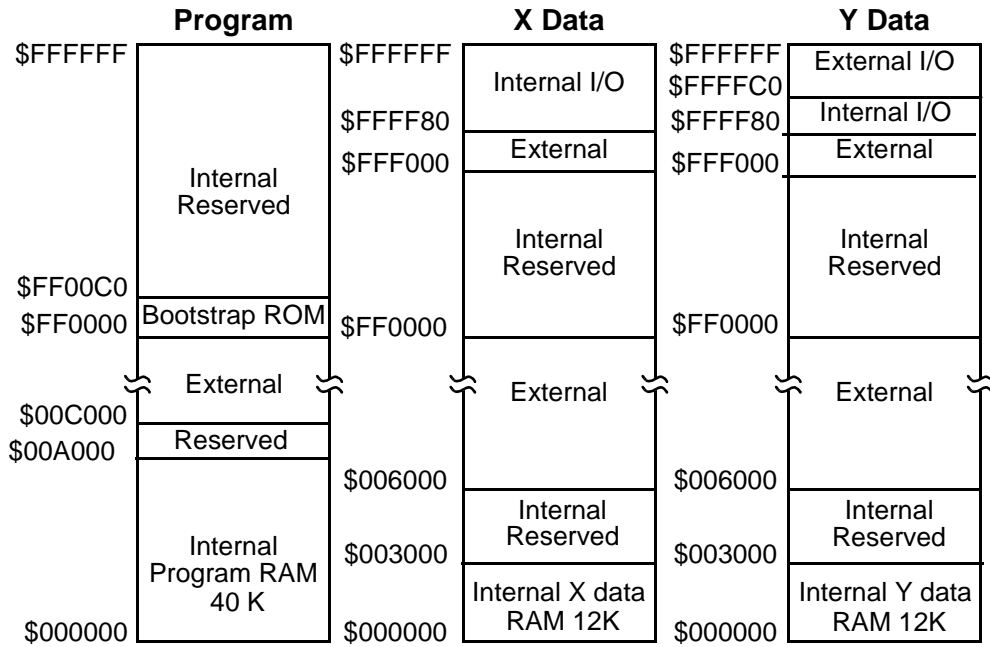 Program
$FFFFFF
Internal
Reserved
$FF00C0
Bootstrap ROM
$FF0000
External
$00C000
Reserved
$00A000
Internal
Program RAM
40 K
$000000
X Data
$FFFFFF
Internal I/O
$FFFF80
External
$FFF000
Internal
Reserved
$FF0000
External
$006000
Internal
Reserved
$003000
Internal X data
RAM 12K
$000000
Y Data
$FFFFFF
External I/O
$FFFFC0
Internal I/O
$FFFF80
External
$FFF000
Internal
Reserved
$FF0000
External
$006000
Internal
Reserved
$003000
Internal Y data
RAM 12K
$000000